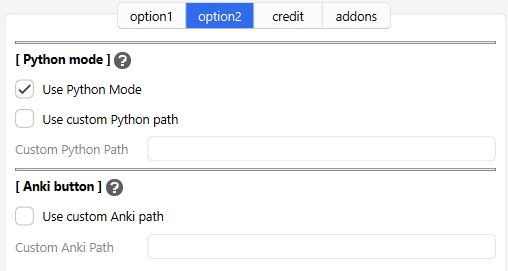 option1 option2 credit addons
[ Python mode ] ?
Use Python Mode
Use custom Python path
Custom Python Path
[ Anki button ] ?
Use custom Anki path
Custom Anki Path